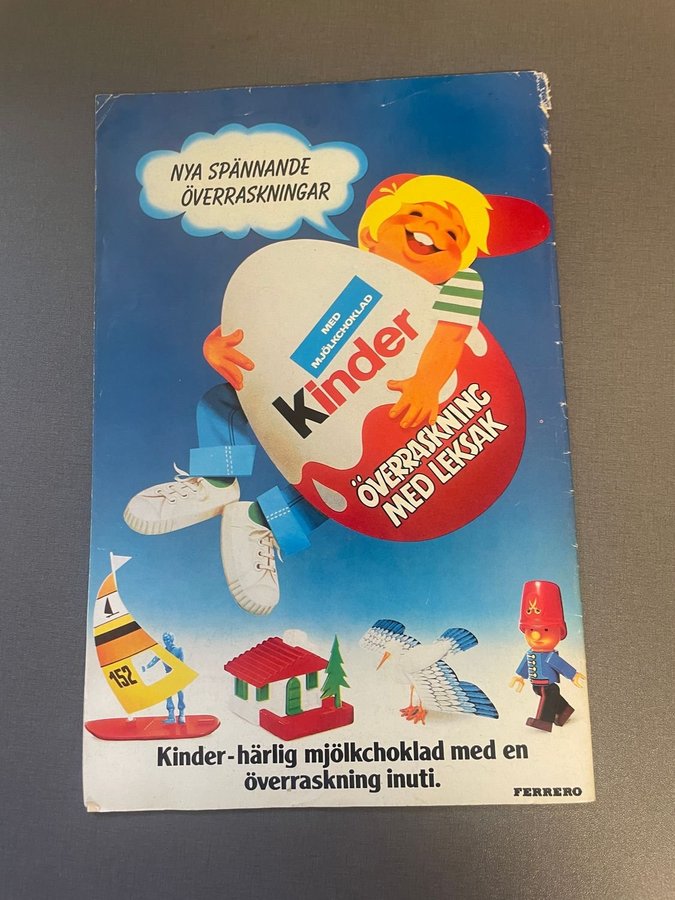 NYA SPÄNNANDE
ÖVERRASKNINGAR
MED
MJÖLKCHOKLAD
kinder
ÖVERRASKNING
MED LEKSAK
152
Kinder-härlig mjölkchoklad med en
överraskning inuti.
FERRERO